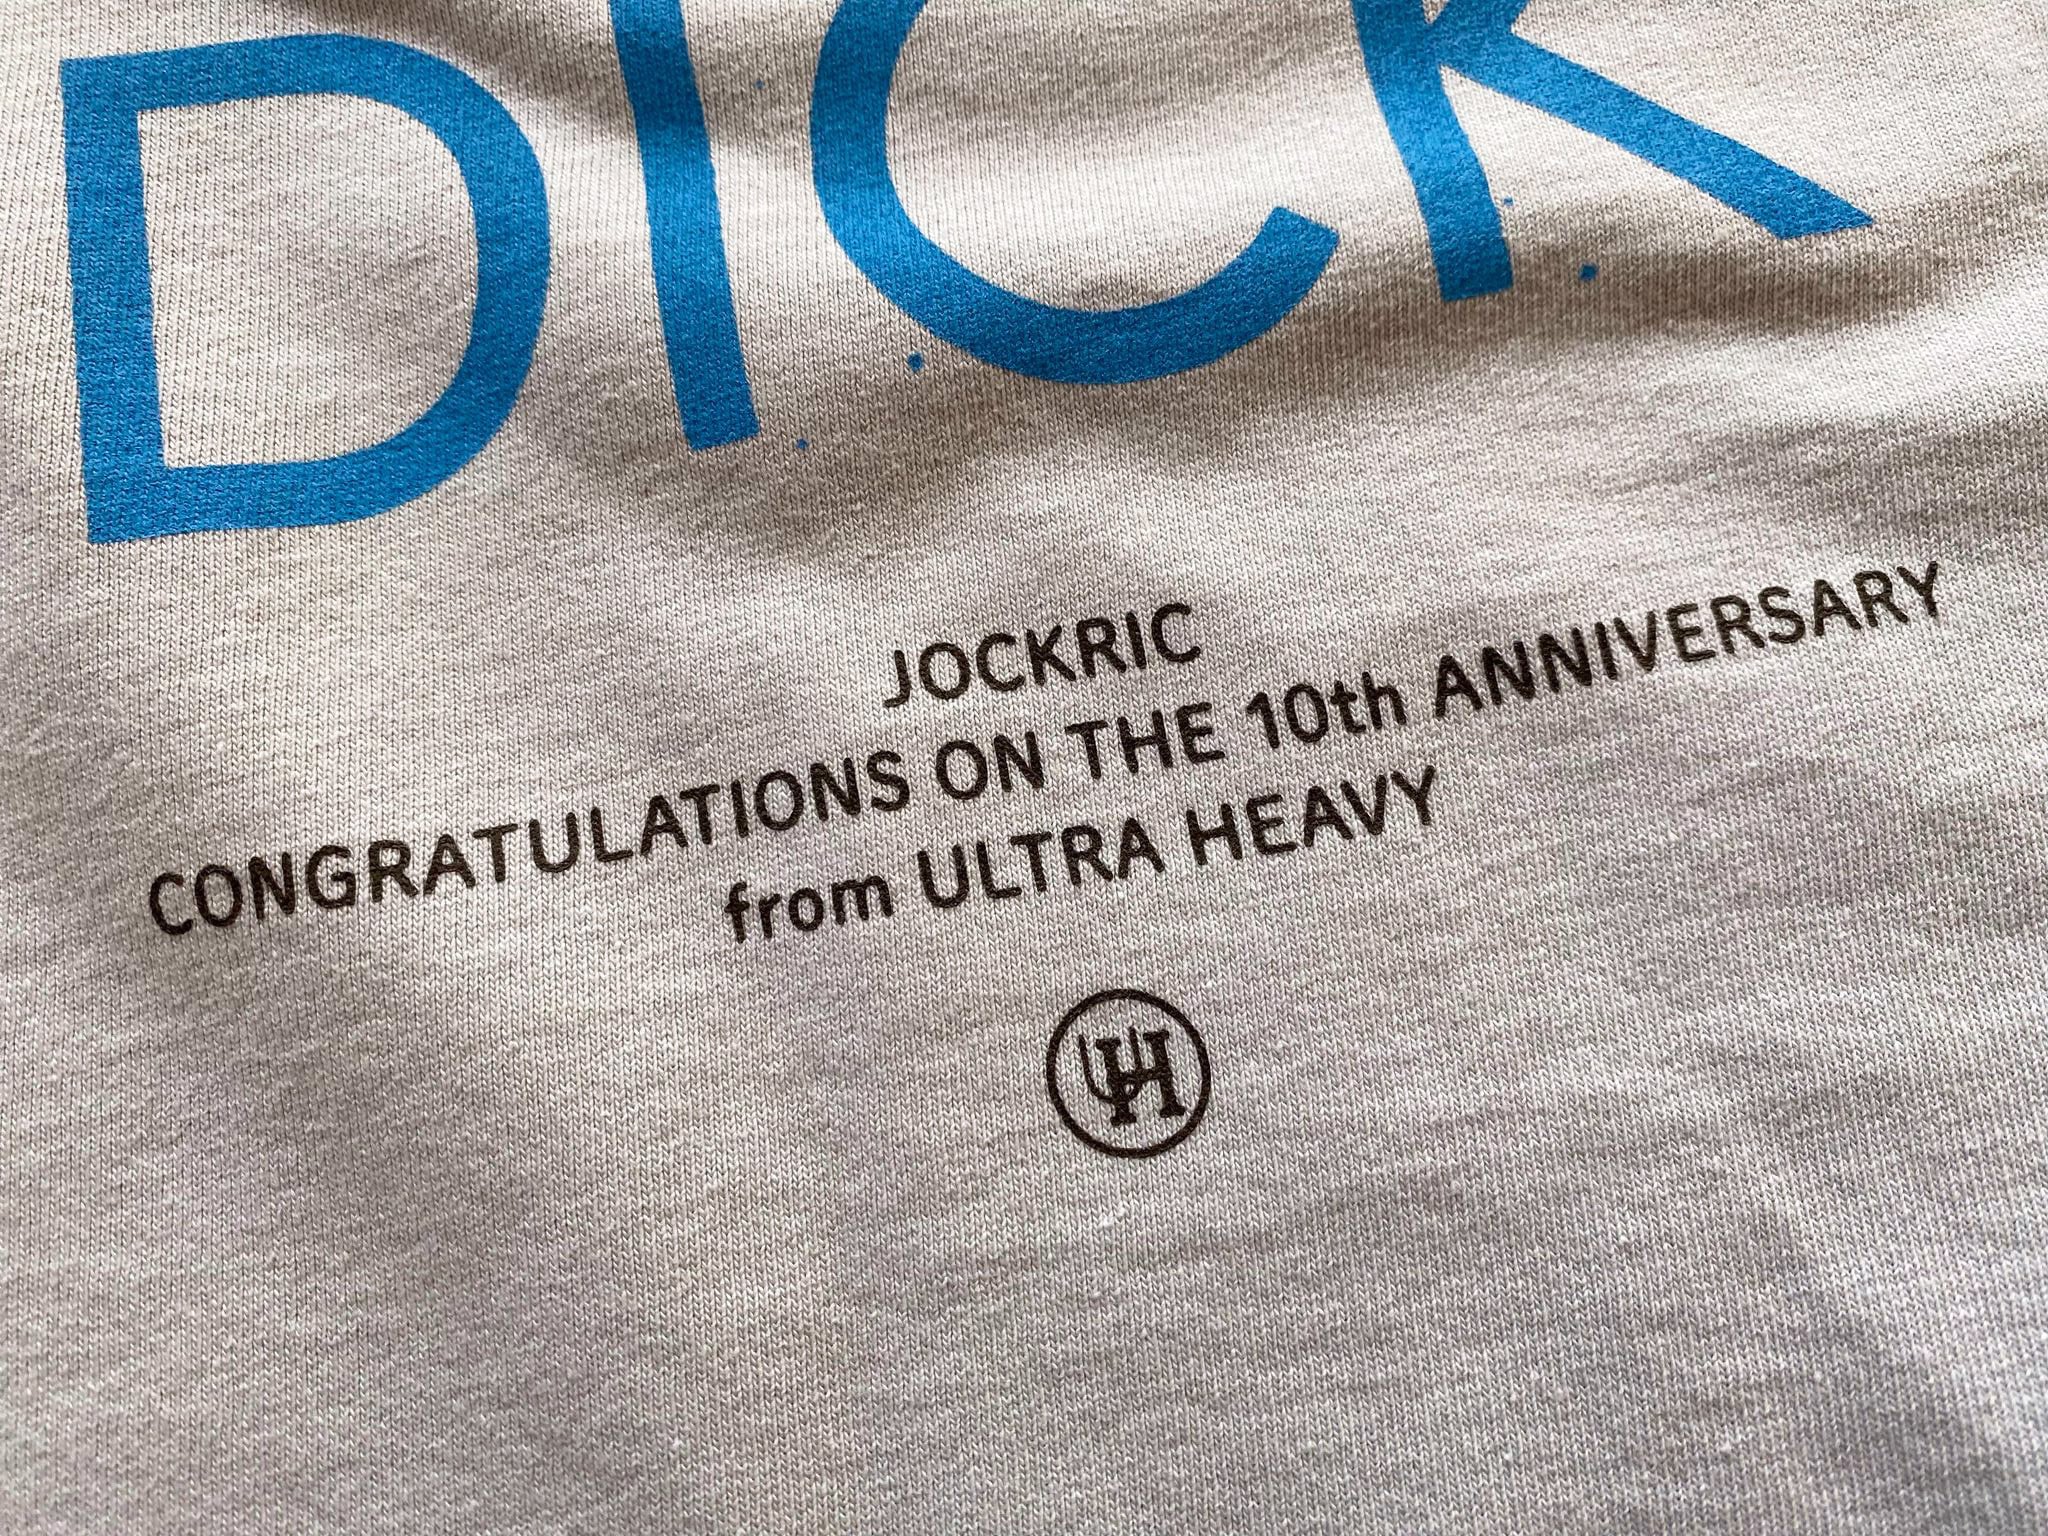 DICK
JOCKRIC
CONGRATULATIONS ON THE 10th ANNIVERSARY
from ULTRA HEAVY
UH